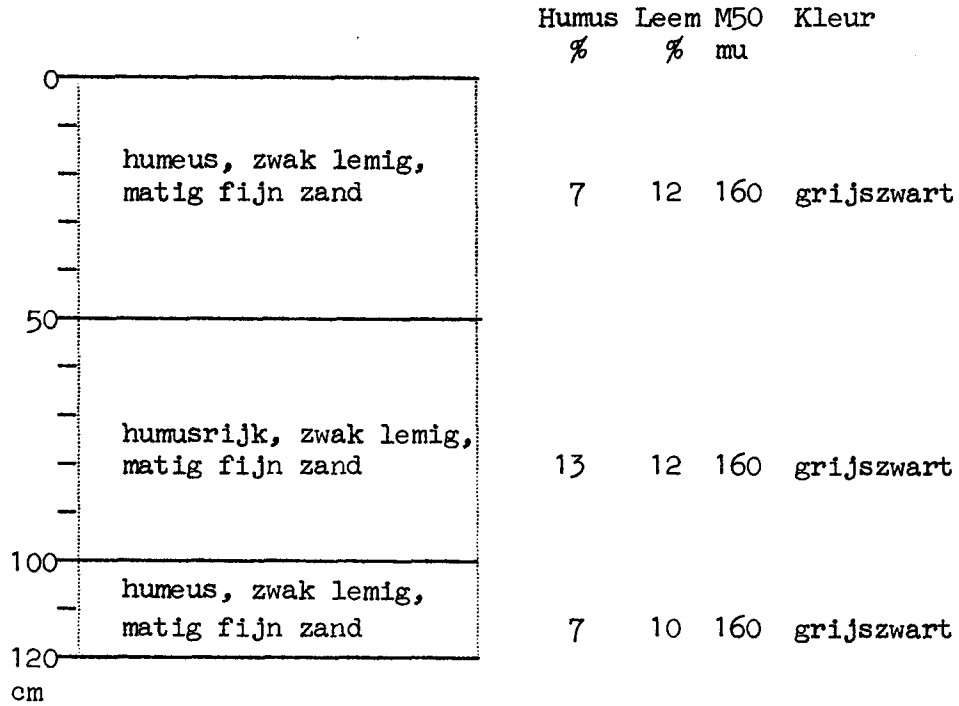 Humus Leem M50 Kleur
% % mu
0
humeus, zwak lemig,
matig fijn zand 7 12 160 grijszwart
50
humusrijk, zwak lemig,
matig fijn zand 13 12 160 grijszwart
100
humeus, zwak lemig,
matig fijn zand 7 10 160 grijszwart
120
cm